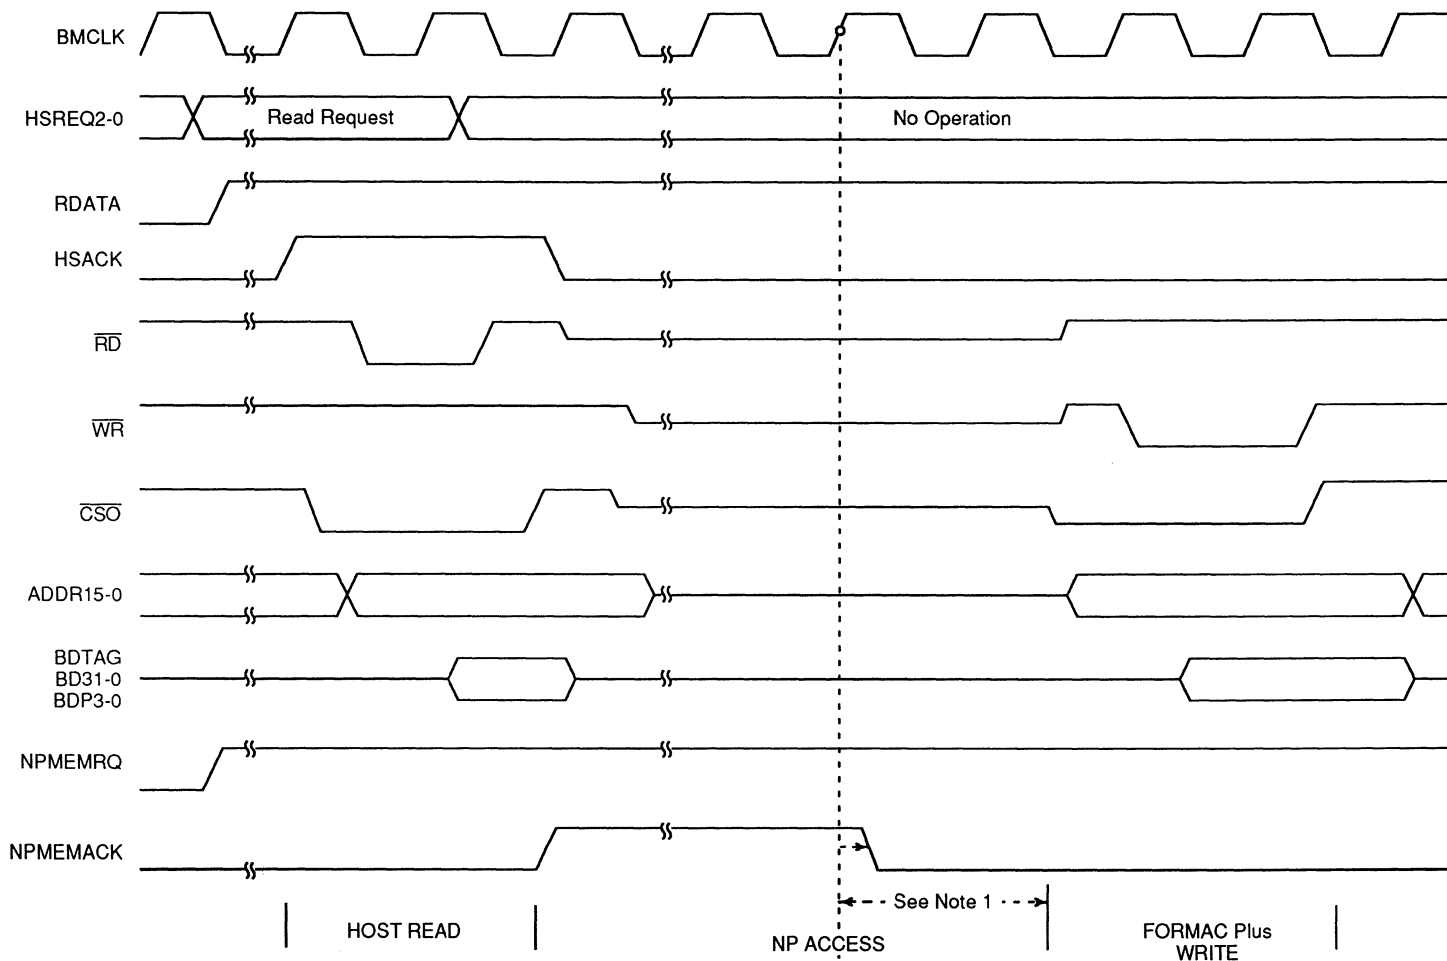 BMCLK
HSREQ2-0
Read Request
No Operation
RDATA
HSACK
RD
WR
CSO
ADDR15-0
BDTAG
BD31-0
BDP3-0
NPMEMRQ
NPMEMACK
See Note 1
HOST READ
NP ACCESS
FORMAC Plus
WRITE